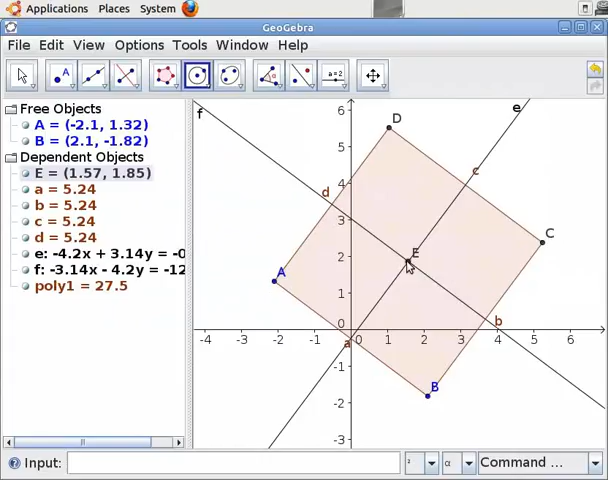 Applications Places System
GeoGebra
File Edit View Options Tools Window Help
A
a=2
Free Objects
A = (-2.1, 1.32)
B = (2.1, -1.82)
Dependent Objects
E = (1.57, 1.85)
a = 5.24
b = 5.24
c = 5.24
d = 5.24
e: -4.2x + 3.14y = -0
f: -3.14x - 4.2y = -12
poly1 = 27.5
f
e
6
D
5
c
4
d
3
C
2
E
A
1
b
0
-4 -3 -2 -1 0 1 2 3 4 5 6
a
-1
B
-2
-3
Input:
²
α
Command ...